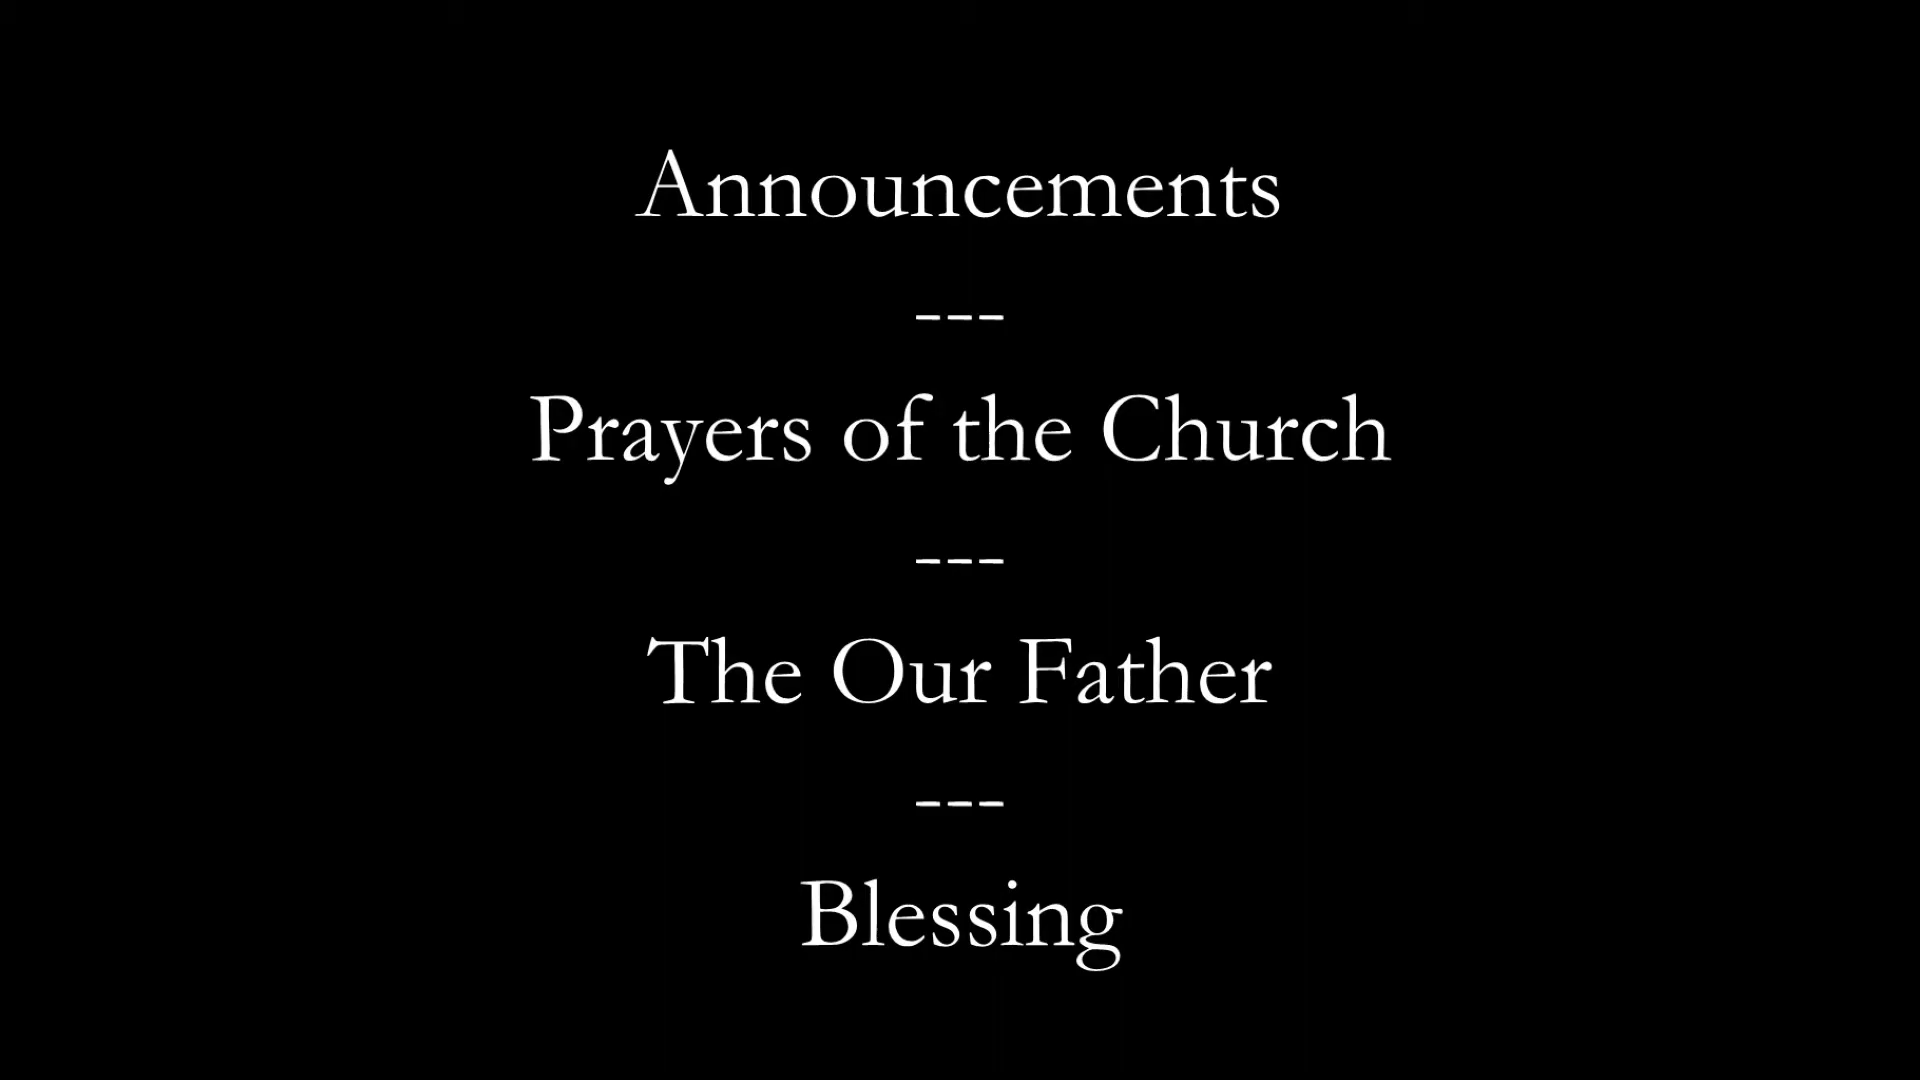 Announcements
---
Prayers of the Church
---
The Our Father
---
Blessing